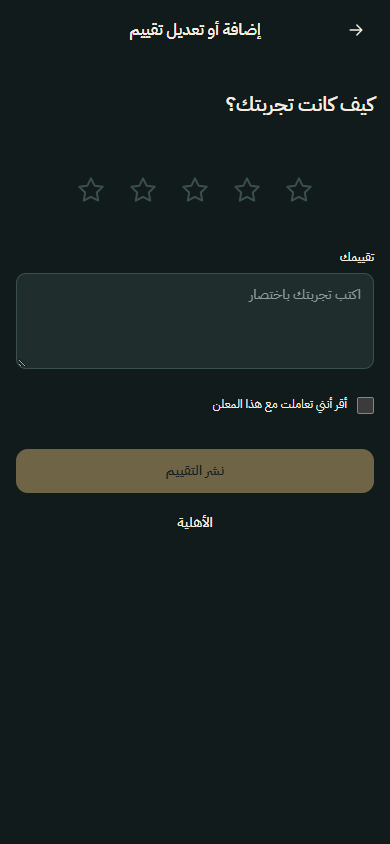 إضافة أو تعديل تقييم
كيف كانت تجربتك؟
تقييمك
اكتب تجربتك باختصار
أقر أنني تعاملت مع هذا المعلن
نشر التقييم
الأهلية